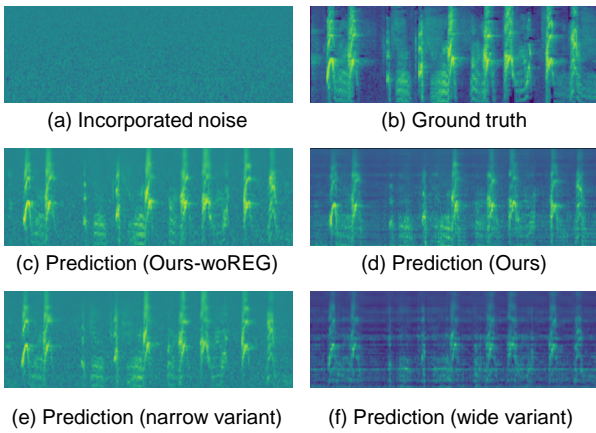 (a) Incorporated noise
(b) Ground truth
(c) Prediction (Ours-woREG)
(d) Prediction (Ours)
(e) Prediction (narrow variant)
(f) Prediction (wide variant)